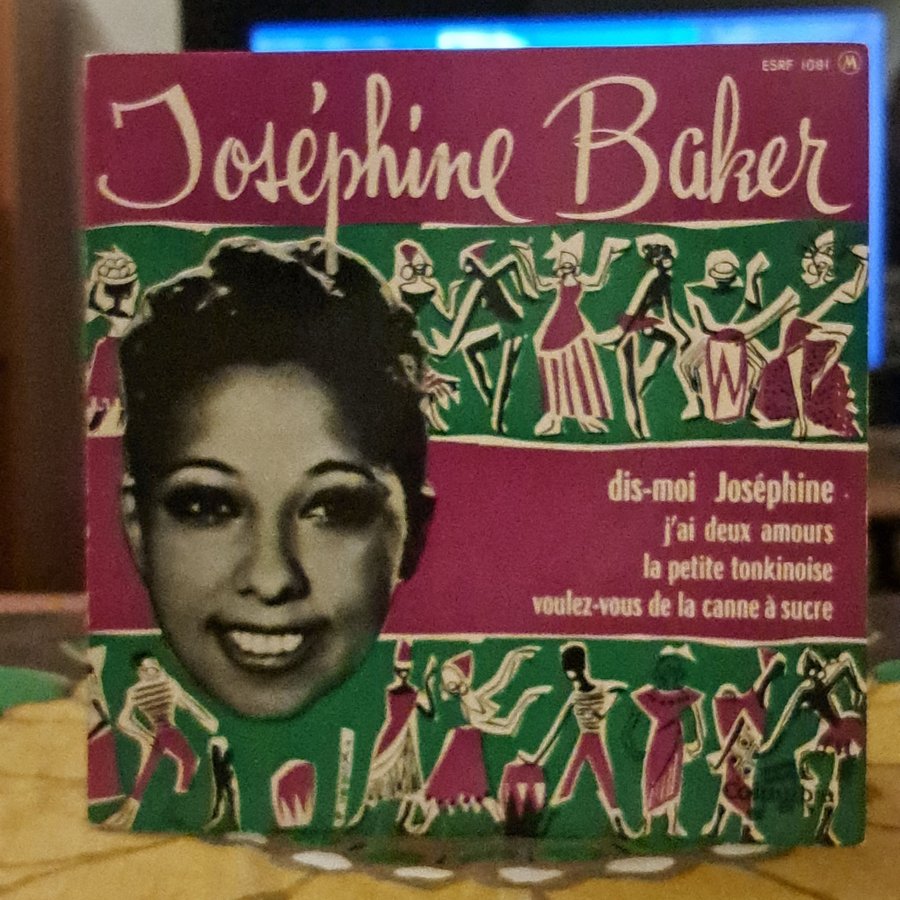 ESRF 1081 M
Joséphine Baker
dis-moi Joséphine
j'ai deux amours
la petite tonkinoise
voulez-vous de la canne à sucre
Columbia